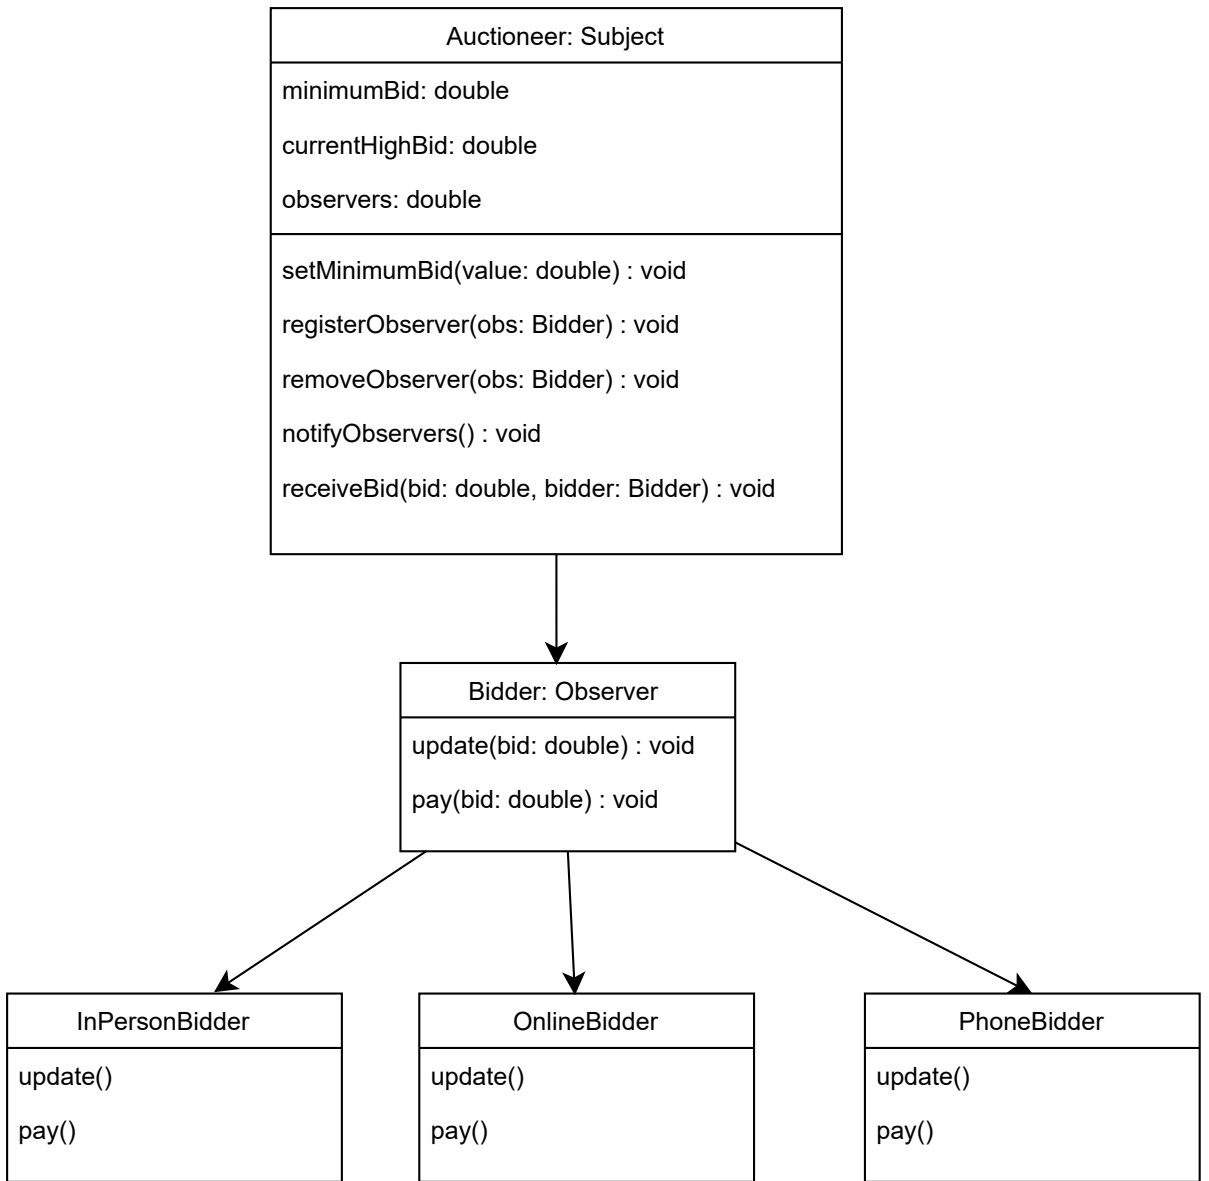 Auctioneer: Subject
minimumBid: double
currentHighBid: double
observers: double
setMinimumBid(value: double) : void
registerObserver(obs: Bidder) : void
removeObserver(obs: Bidder) : void
notifyObservers() : void
receiveBid(bid: double, bidder: Bidder) : void
Bidder: Observer
update(bid: double) : void
pay(bid: double) : void
InPersonBidder
update()
pay()
OnlineBidder
update()
pay()
PhoneBidder
update()
pay()